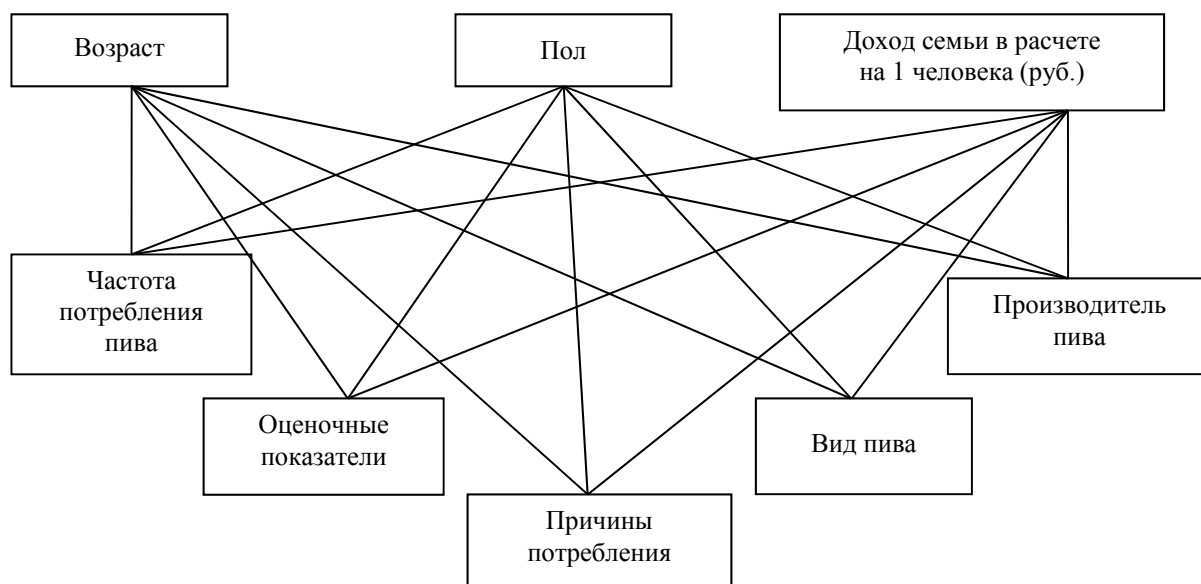 Возраст
Пол
Доход семьи в расчете
на 1 человека (руб.)
Частота
потребления
пива
Производитель
пива
Оценочные
показатели
Вид пива
Причины
потребления